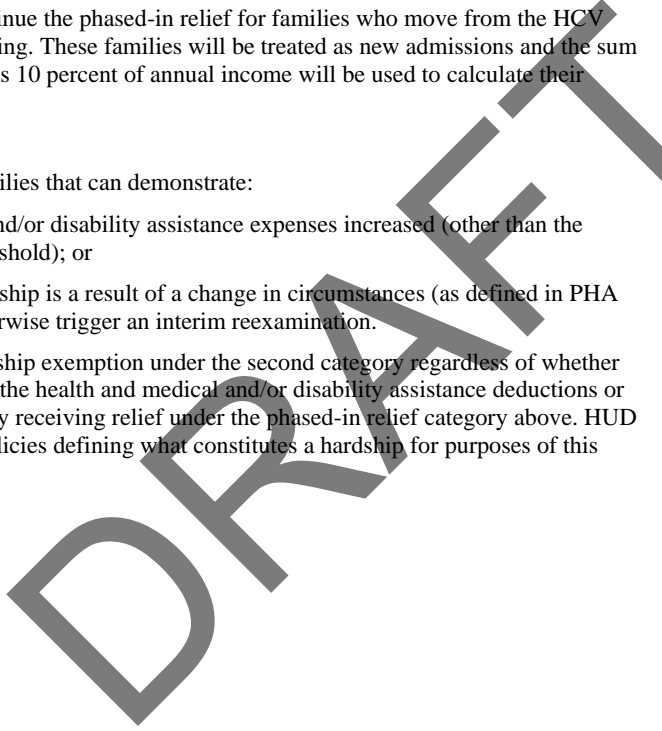 inue the phased-in relief for families who move from the HCV
ing. These families will be treated as new admissions and the sum
s 10 percent of annual income will be used to calculate their
ilies that can demonstrate:
nd/or disability assistance expenses increased (other than the
shold); or
ship is a result of a change in circumstances (as defined in PHA
rwise trigger an interim reexamination.
ship exemption under the second category regardless of whether
the health and medical and/or disability assistance deductions or
y receiving relief under the phased-in relief category above. HUD
licies defining what constitutes a hardship for purposes of this
DRAFT